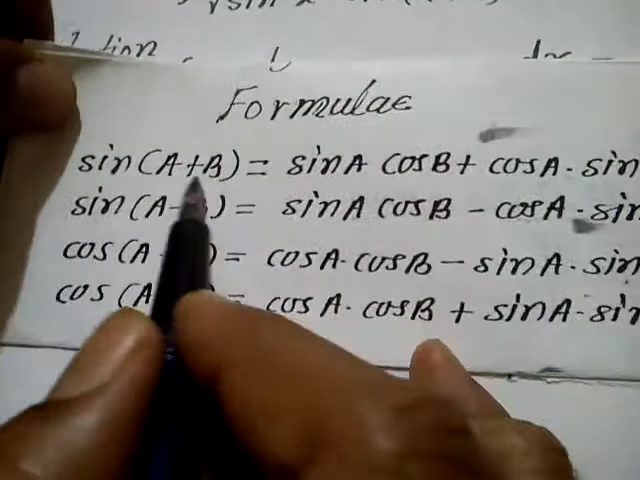 Formulae
sin(A+B) = sinA cosB + cosA · sin
sin(A- ) = sinA cosB - cosA · sin
cos(A ) = cosA · cosB - sinA · sin
cos(A = cosA · cosB + sinA · sin